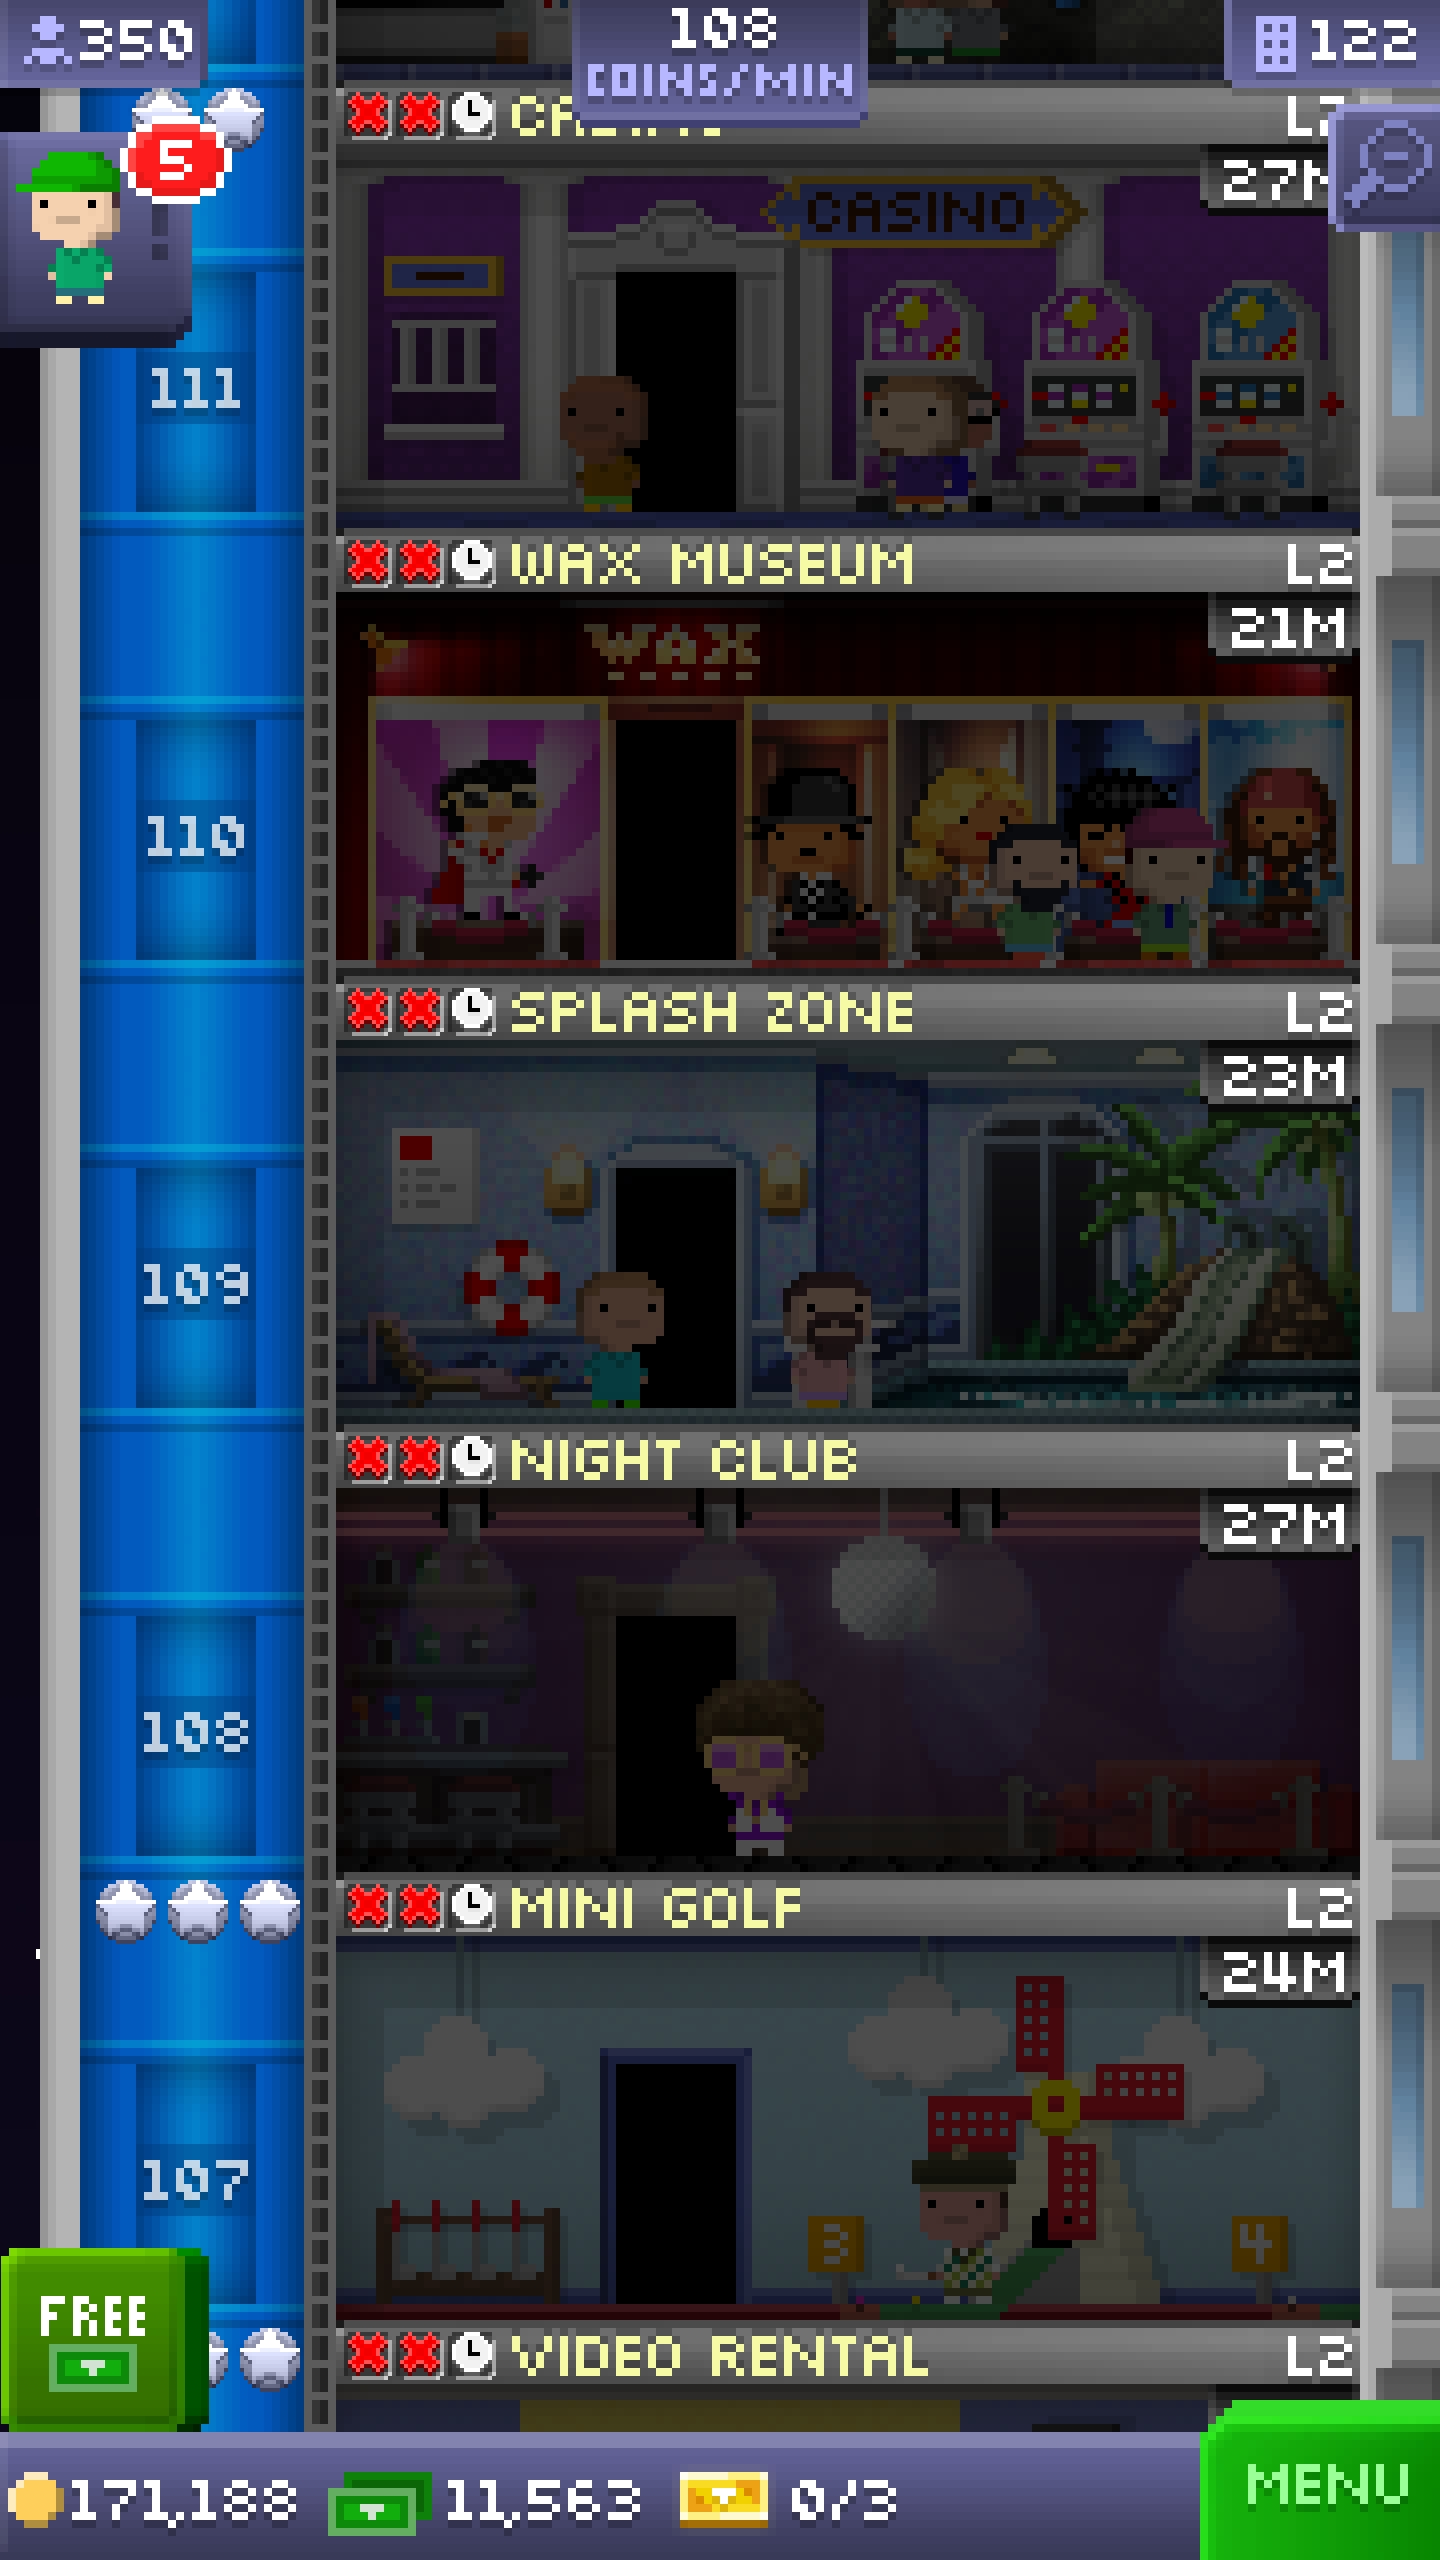 350
108
COINS/MIN
122
L2
5
27M
CASINO
111
WAX MUSEUM
L2
21M
WAX
110
SPLASH ZONE
L2
23M
109
NIGHT CLUB
L2
27M
108
MINI GOLF
L2
24M
107
3
4
FREE
VIDEO RENTAL
L2
171,188
11,563
0/3
MENU